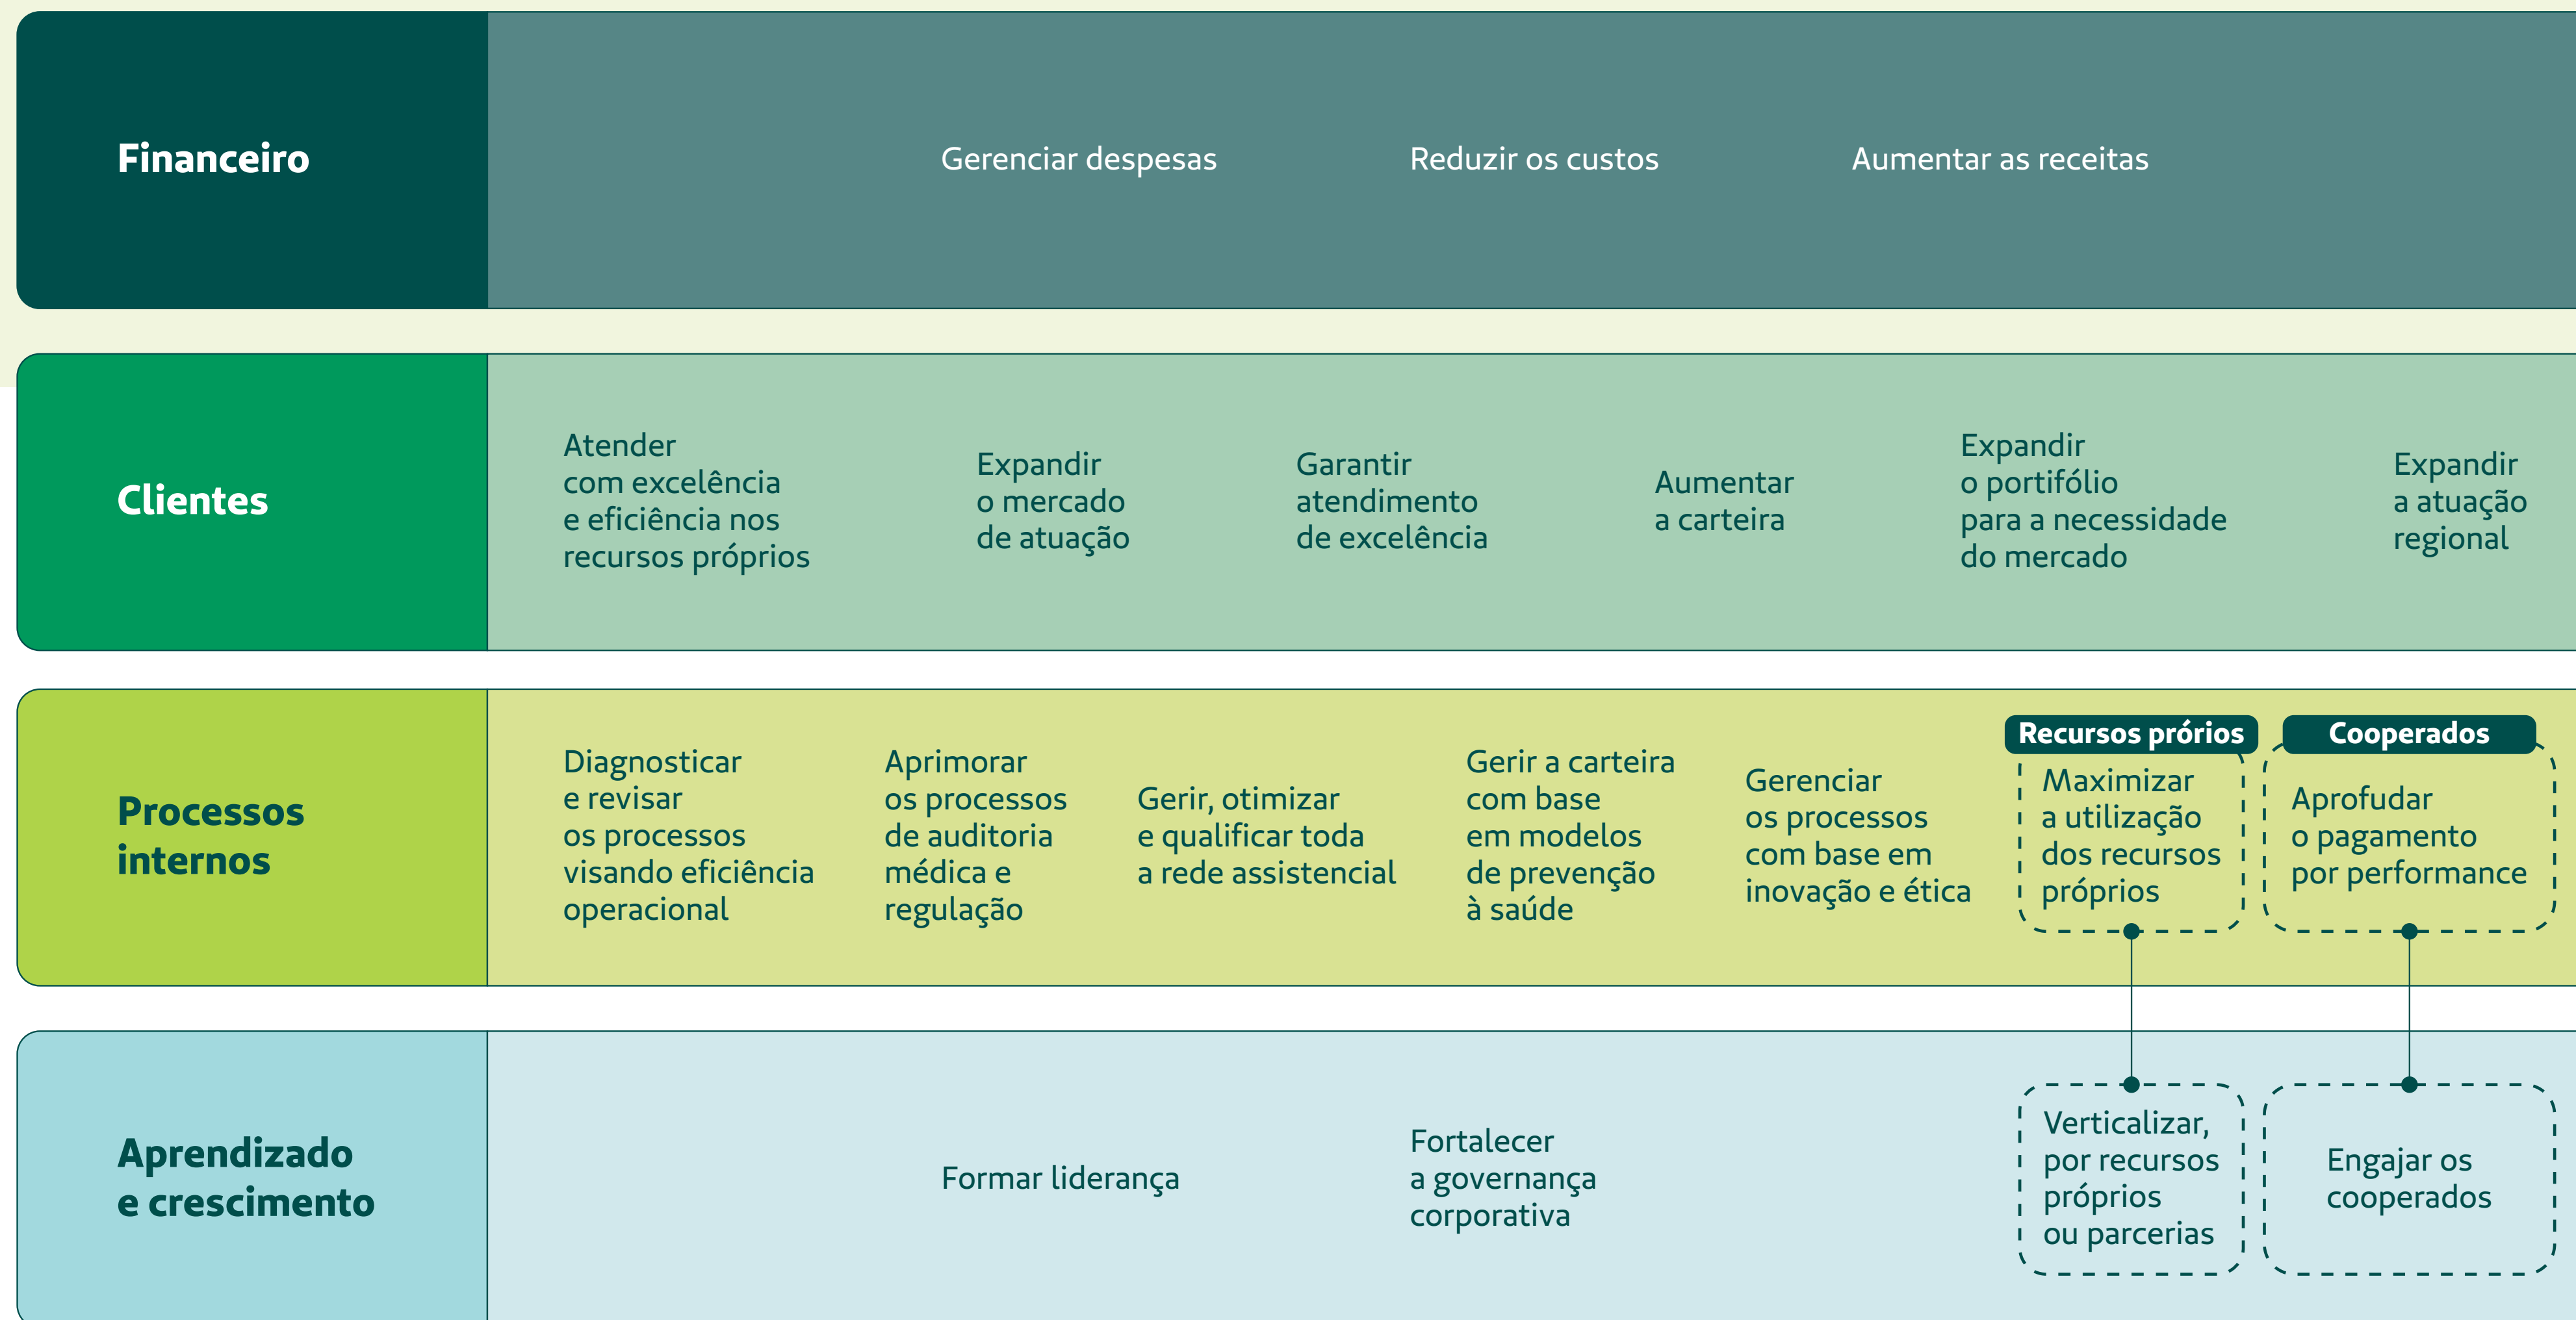 Financeiro
Gerenciar despesas
Reduzir os custos
Aumentar as receitas
Clientes
Atender
com excelência
e eficiência nos
recursos próprios
Expandir
o mercado
de atuação
Garantir
atendimento
de excelência
Aumentar
a carteira
Expandir
o portifólio
para a necessidade
do mercado
Expandir
a atuação
regional
Processos
internos
Diagnosticar
e revisar
os processos
visando eficiência
operacional
Aprimorar
os processos
de auditoria
médica e
regulação
Gerir, otimizar
e qualificar toda
a rede assistencial
Gerir a carteira
com base
em modelos
de prevenção
à saúde
Gerenciar
os processos
com base em
inovação e ética
Recursos prórios
Maximizar
a utilização
dos recursos
próprios
Cooperados
Aprofudar
o pagamento
por performance
Aprendizado
e crescimento
Formar liderança
Fortalecer
a governança
corporativa
Verticalizar,
por recursos
próprios
ou parcerias
Engajar os
cooperados